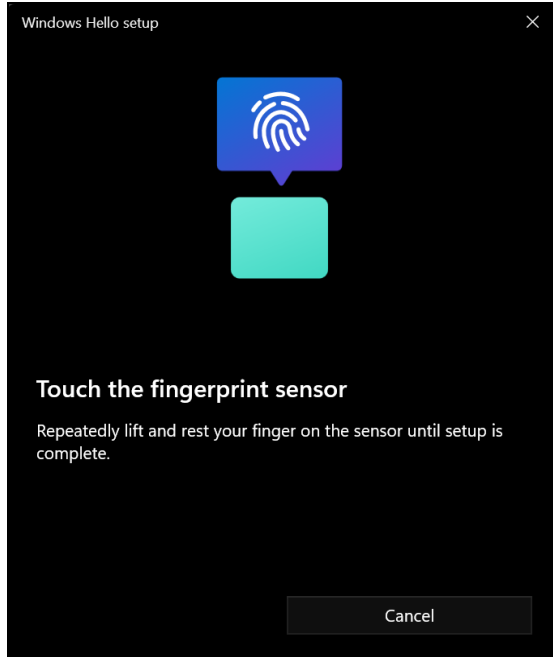 Windows Hello setup
Touch the fingerprint sensor
Repeatedly lift and rest your finger on the sensor until setup is
complete.
Cancel